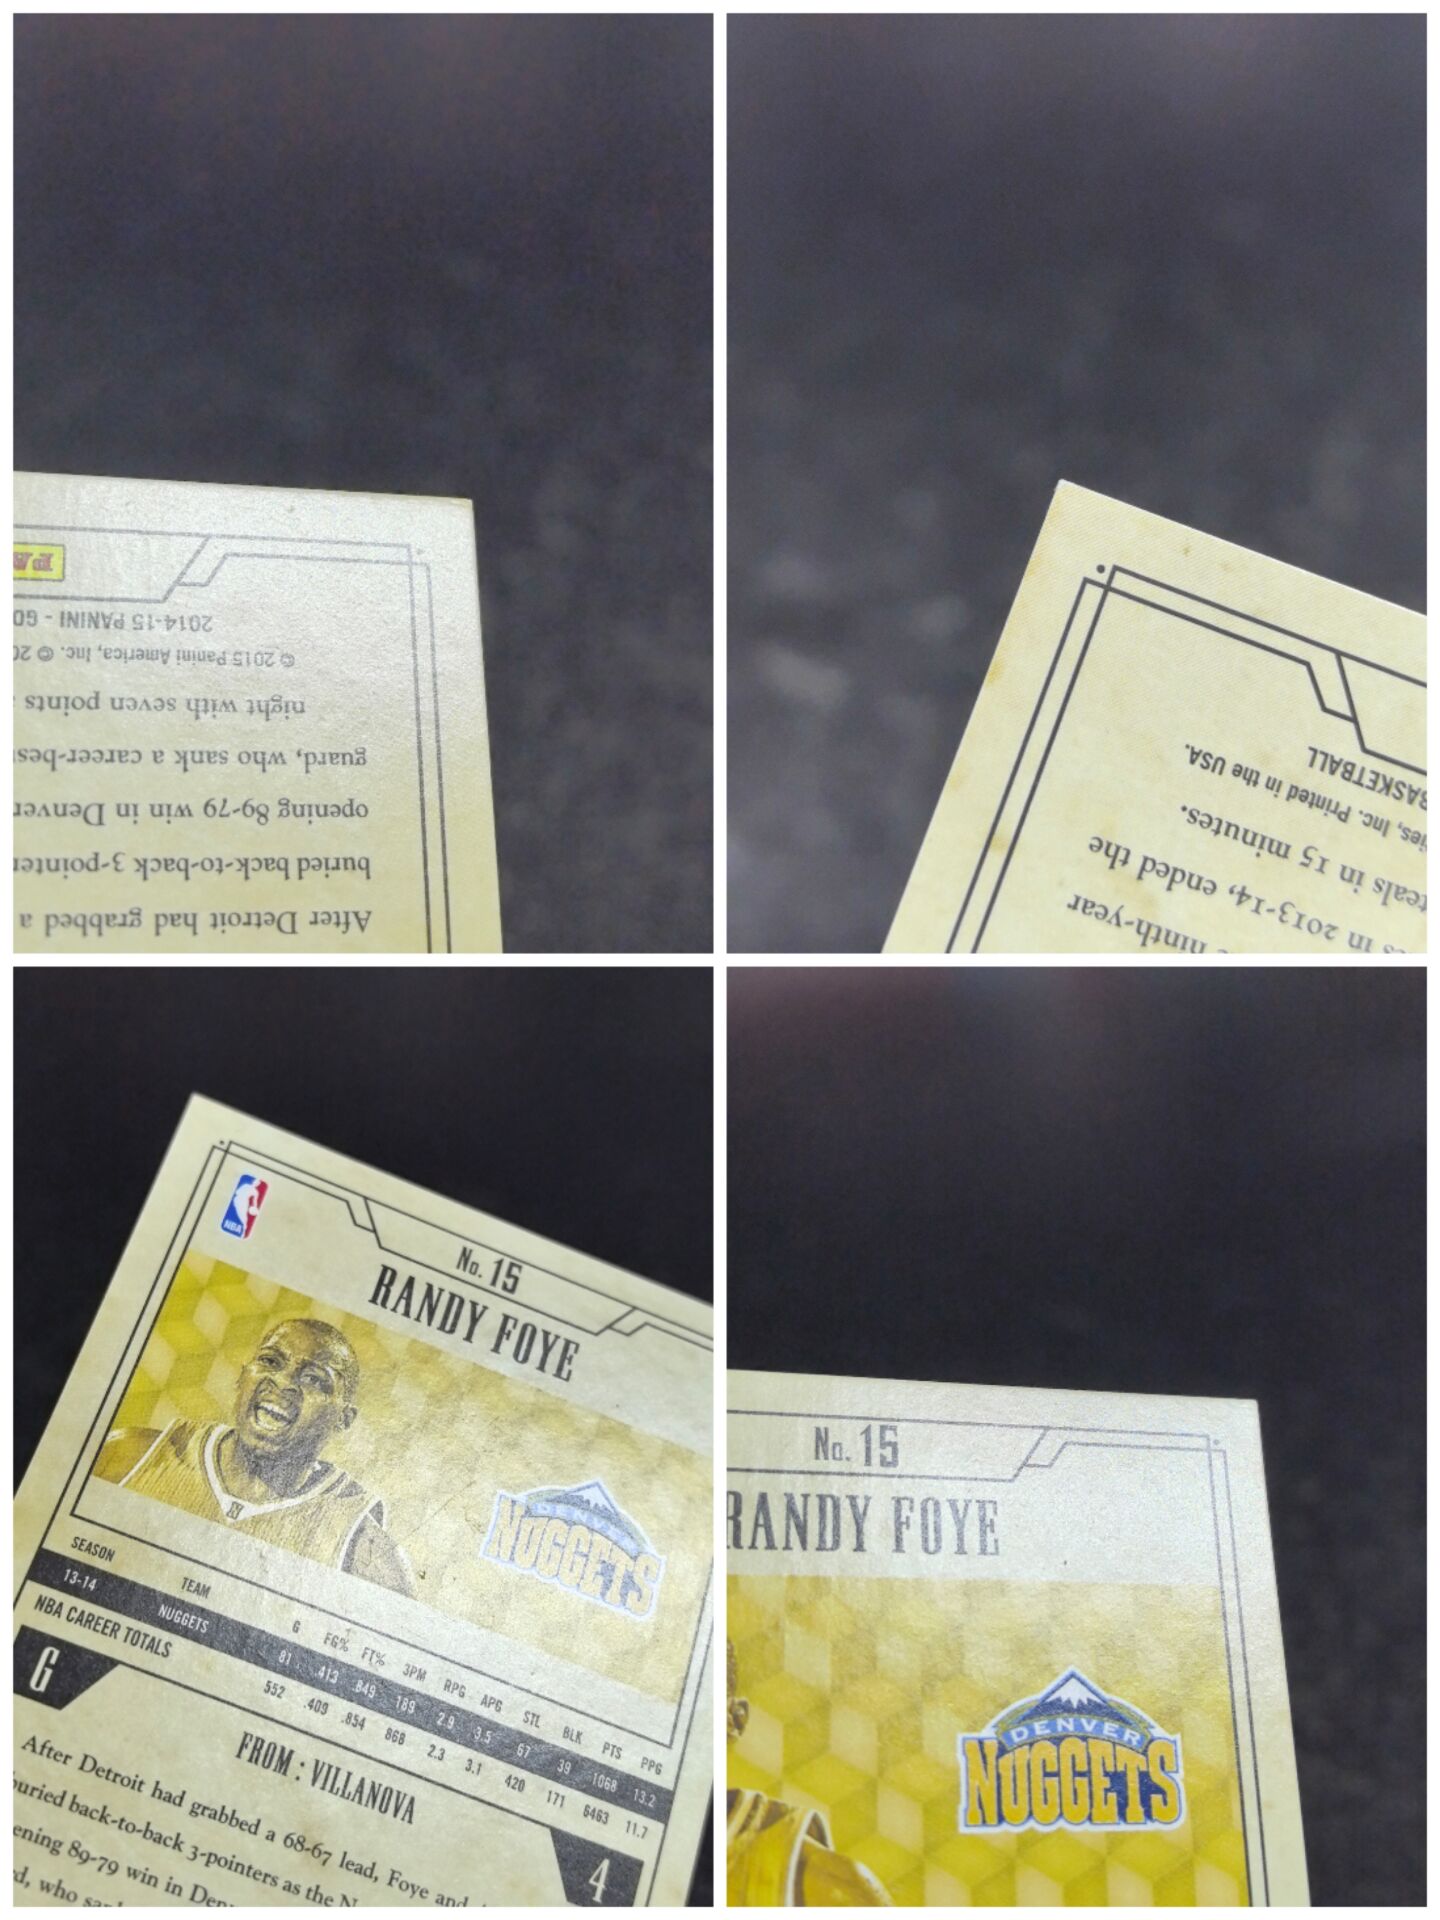 PA
2014-15 PANINI - GO
© 2015 Panini America, Inc. © 20
night with seven points
guard, who sank a career-bes
opening 89-79 win in Denver
buried back-to-back 3-pointer
After Detroit had grabbed a
BASKETBALL
Inc. Printed in the USA.
teals in 15 minutes.
es in 2013-14, ended the
ninth-year
NBA
No. 15
RANDY FOYE
DENVER
NUGGETS
SEASON TEAM G FG% FT% 3PM RPG APG STL BLK PTS PPG
13-14 NUGGETS 81 .413 .849 189 2.9 3.5 67 39 1068 13.2
NBA CAREER TOTALS 552 .409 .854 868 2.3 3.1 420 171 6463 11.7
G
FROM : VILLANOVA
4
After Detroit had grabbed a 68-67 lead, Foye and
buried back-to-back 3-pointers as the N
ening 89-79 win in Den
d, who san
No. 15
RANDY FOYE
DENVER
NUGGETS